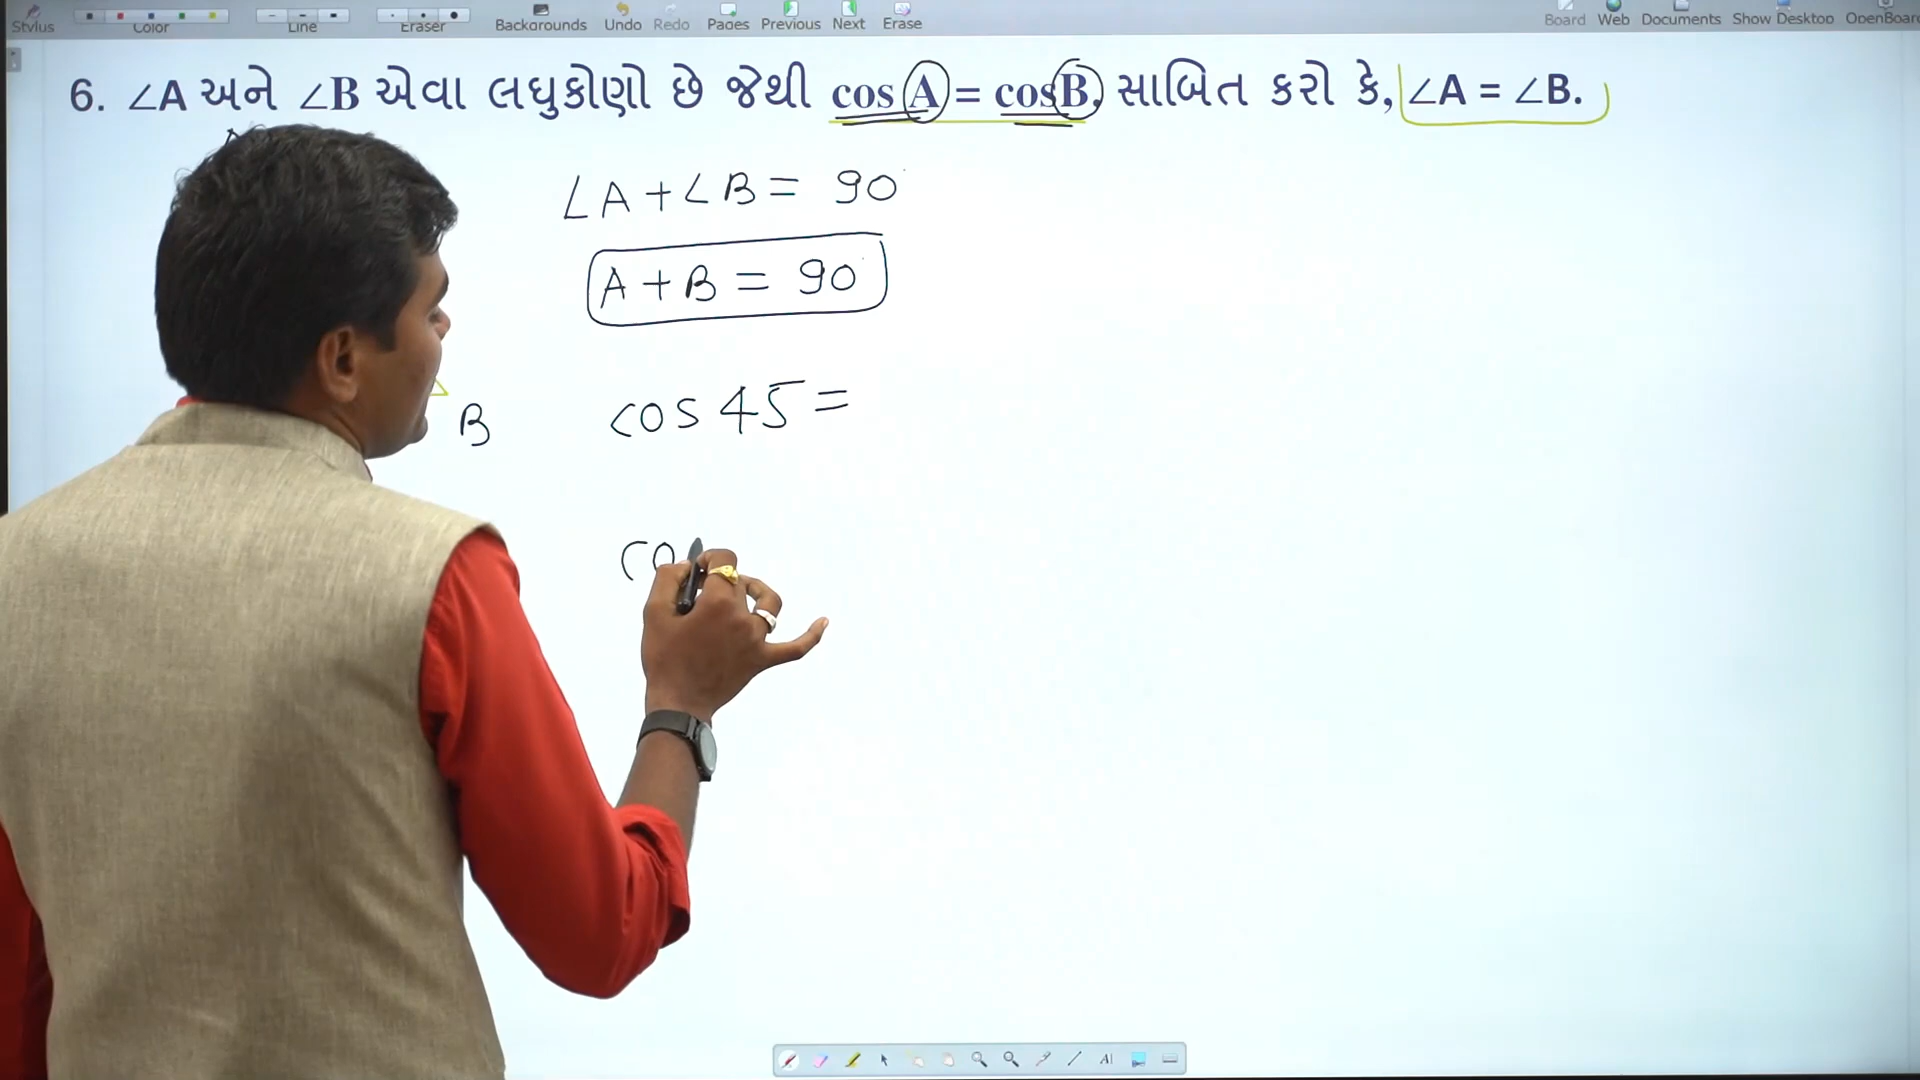 Stylus Color Line Eraser Backgrounds Undo Redo Pages Previous Next Erase Board Web Documents Show Desktop OpenBoard
6. ∠A અને ∠B એવા લઘુકોણો છે જેથી cos A = cos B, સાબિત કરો કે, ∠A = ∠B.
∠A + ∠B = 90
A + B = 90
B
cos 45 =
co